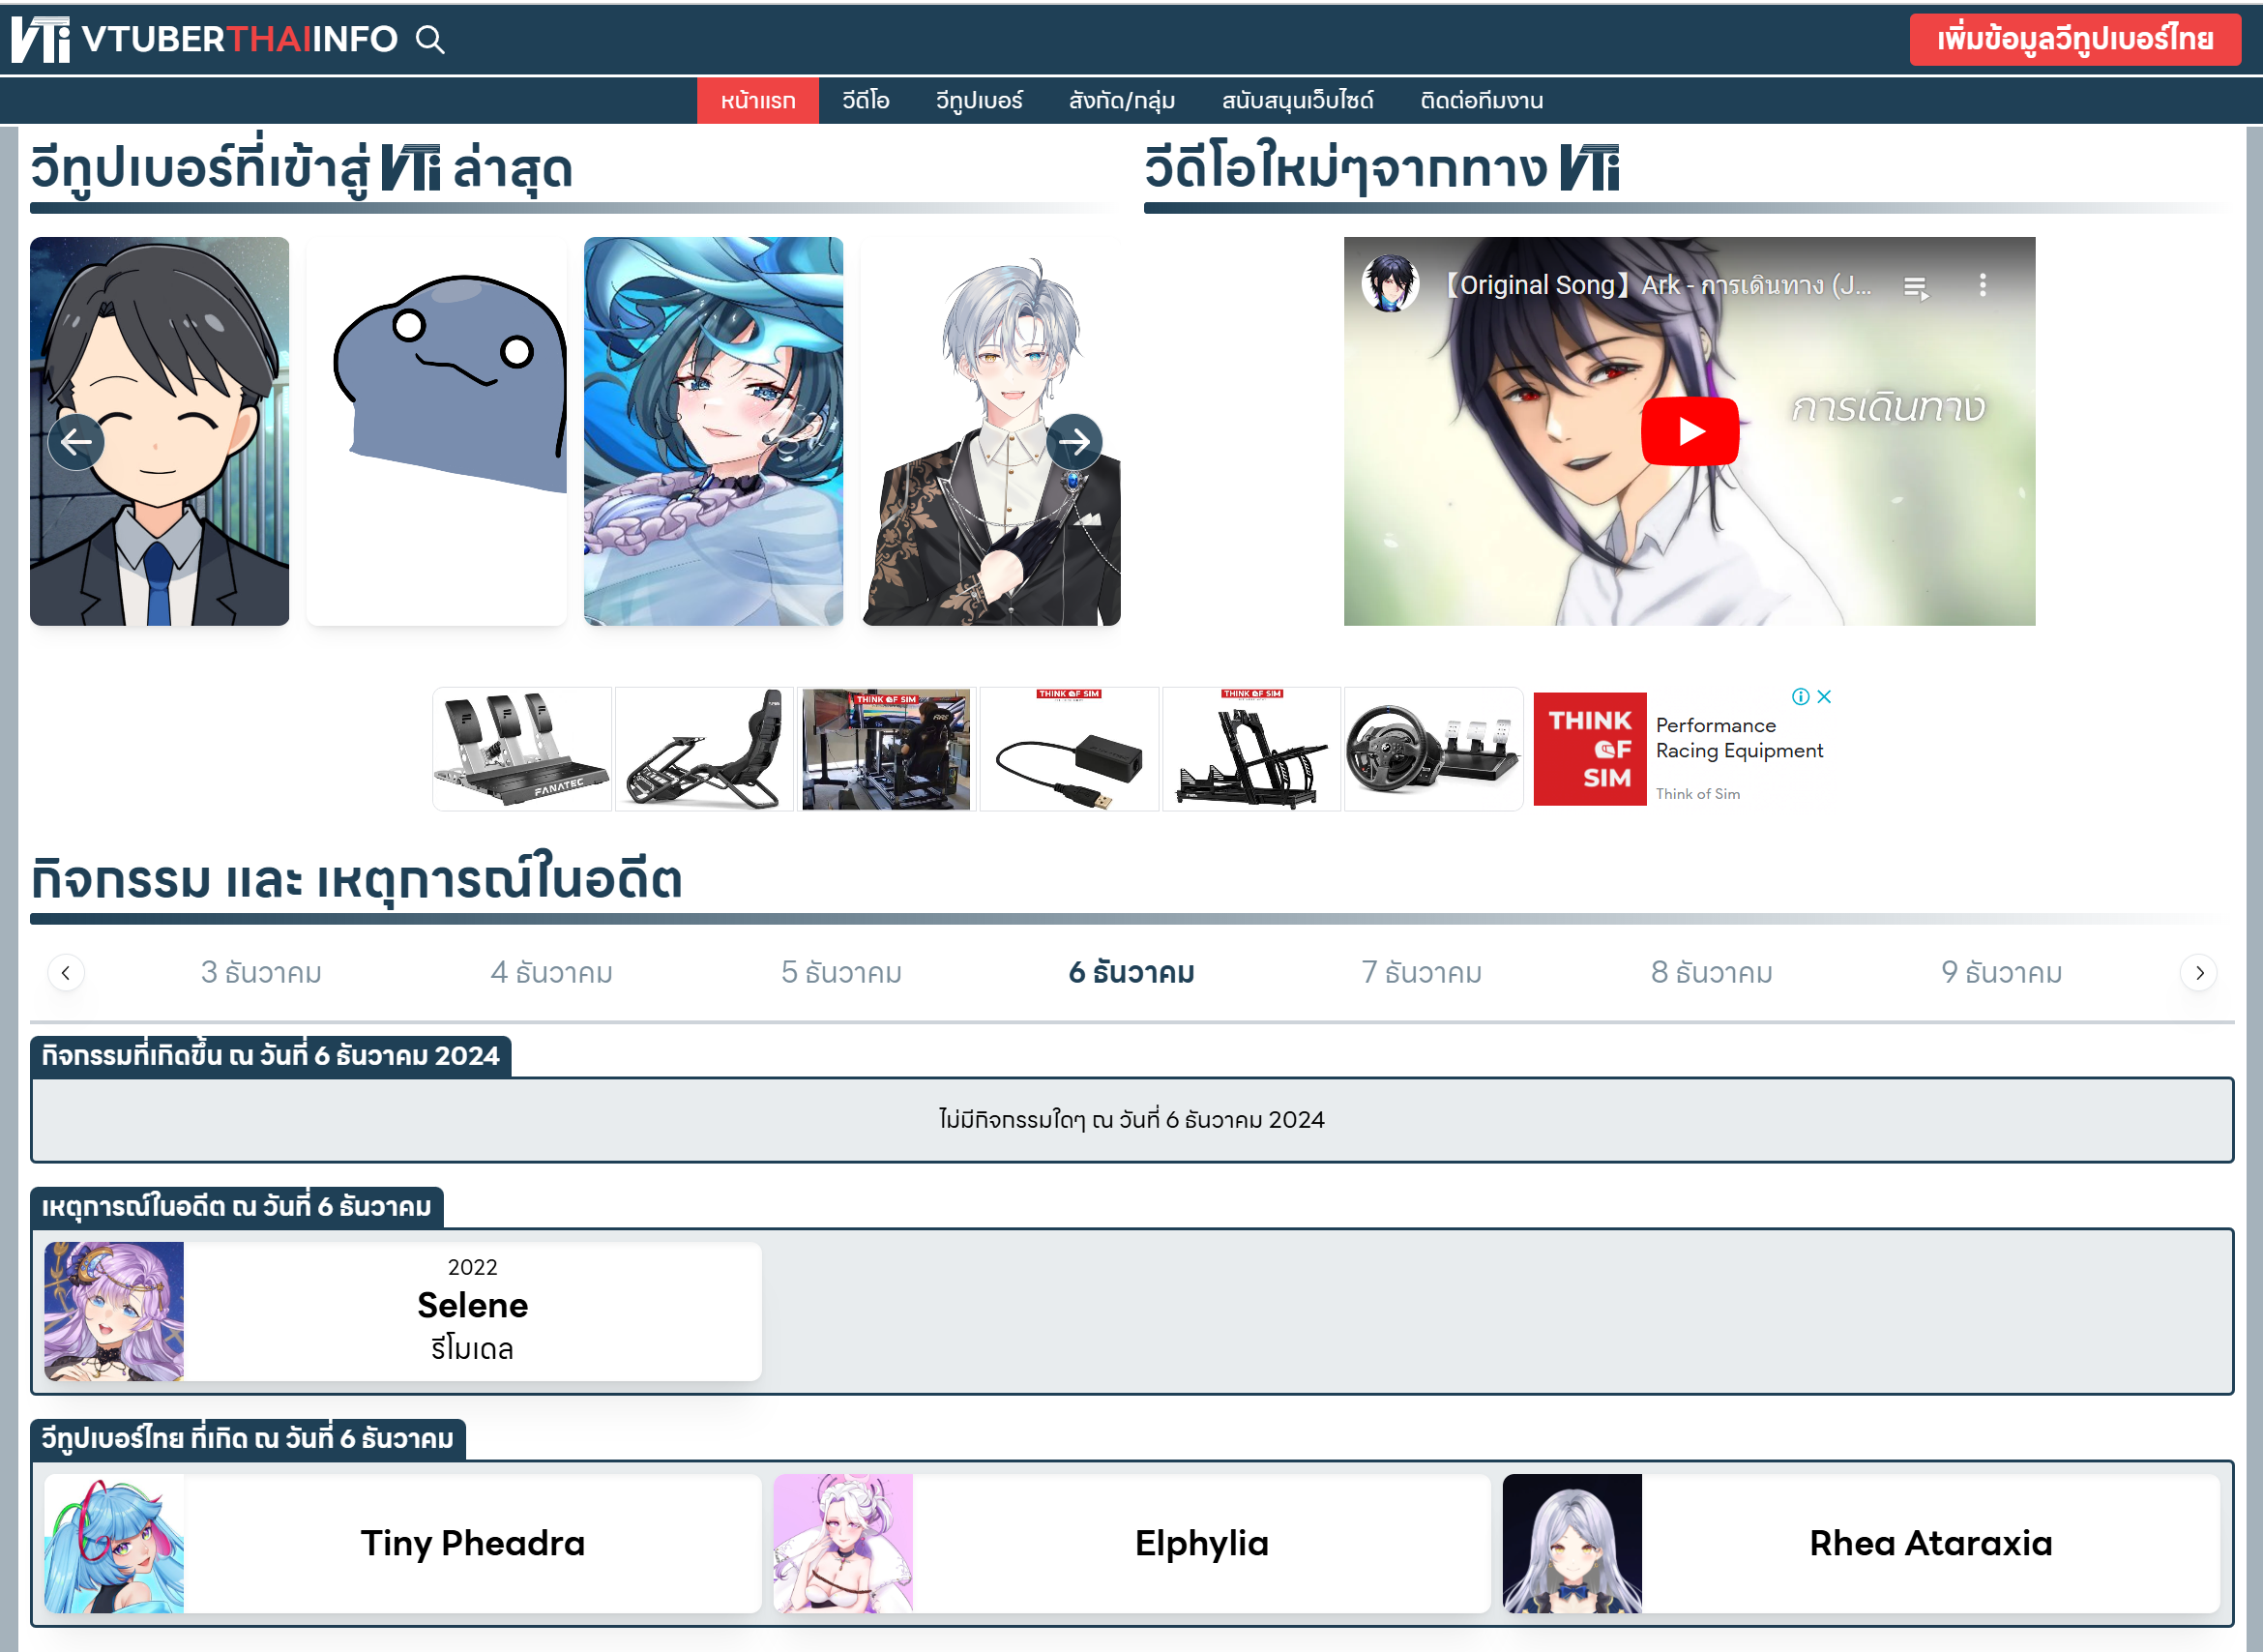 VTi VTUBERTHAIINFO
เพิ่มข้อมูลวีทูปเบอร์ไทย
หน้าแรก
วีดีโอ
วีทูปเบอร์
สังกัด/กลุ่ม
สนับสนุนเว็บไซต์
ติดต่อทีมงาน
วีทูปเบอร์ที่เข้าสู่ VTi ล่าสุด
วีดีโอใหม่ๆจากทาง VTi
【Original Song】Ark - การเดินทาง (J...
การเดินทาง
FANATEC
THINK OF SIM
THINK OF SIM
THINK OF SIM
THINK
OF
SIM
Performance
Racing Equipment
Think of Sim
กิจกรรม และ เหตุการณ์ในอดีต
3 ธันวาคม
4 ธันวาคม
5 ธันวาคม
6 ธันวาคม
7 ธันวาคม
8 ธันวาคม
9 ธันวาคม
กิจกรรมที่เกิดขึ้น ณ วันที่ 6 ธันวาคม 2024
ไม่มีกิจกรรมใดๆ ณ วันที่ 6 ธันวาคม 2024
เหตุการณ์ในอดีต ณ วันที่ 6 ธันวาคม
2022
Selene
รีโมเดล
วีทูปเบอร์ไทย ที่เกิด ณ วันที่ 6 ธันวาคม
Tiny Pheadra
Elphylia
Rhea Ataraxia